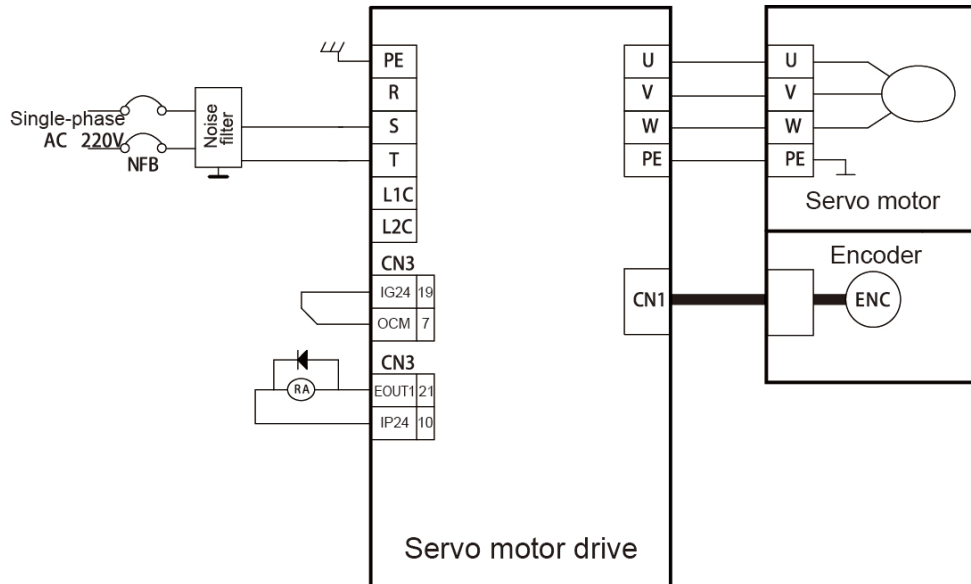 Single-phase
AC 220V
NFB
Noise
filter
PE
R
S
T
L1C
L2C
CN3
IG24 19
OCM 7
CN3
EOUT1 21
IP24 10
RA
U
V
W
PE
CN1
U
V
W
PE
Servo motor
Encoder
ENC
Servo motor drive